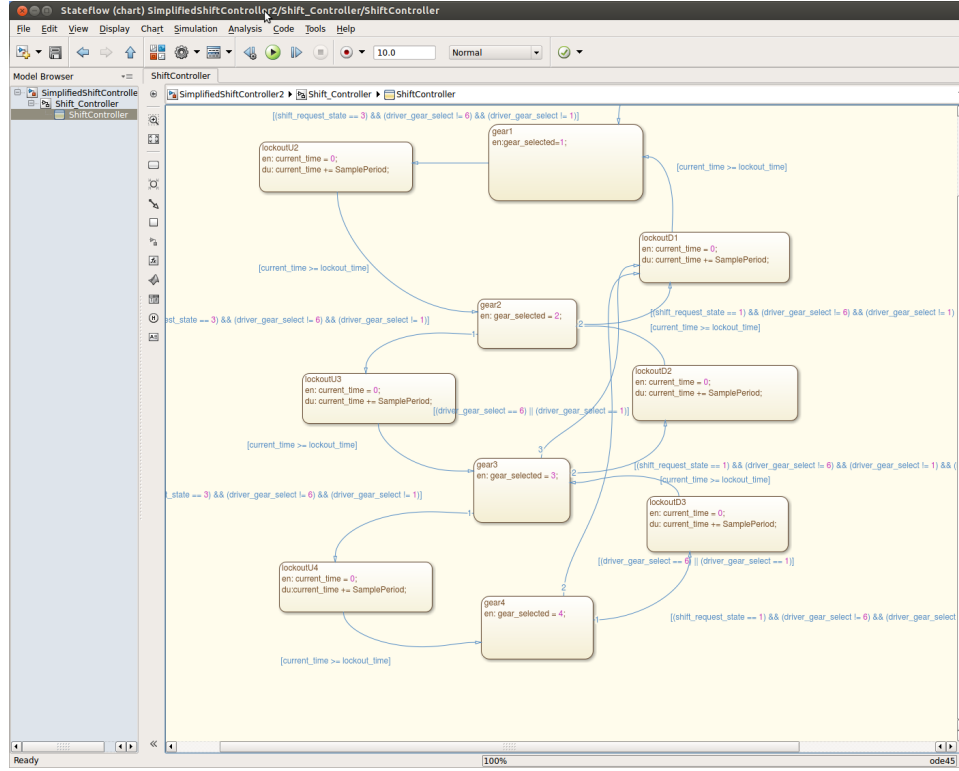 Stateflow (chart) SimplifiedShiftController2/Shift_Controller/ShiftController
File Edit View Display Chart Simulation Analysis Code Tools Help
10.0
Normal
Model Browser
ShiftController
SimplifiedShiftControlle
Shift_Controller
ShiftController
SimplifiedShiftController2 Shift_Controller ShiftController
[(shift_request_state == 3) && (driver_gear_select != 6) && (driver_gear_select != 1)]
gear1
en:gear_selected=1;
lockoutU2
en: current_time = 0;
du: current_time += SamplePeriod;
[current_time >= lockout_time]
lockoutD1
en: current_time = 0;
du: current_time += SamplePeriod;
[current_time >= lockout_time]
gear2
en: gear_selected = 2;
2
1
[(shift_request_state == 1) && (driver_gear_select != 6) && (driver_gear_select != 1)
[current_time >= lockout_time]
est_state == 3) && (driver_gear_select != 6) && (driver_gear_select != 1)]
lockoutU3
en: current_time = 0;
du: current_time += SamplePeriod;
lockoutD2
en: current_time = 0;
du: current_time += SamplePeriod;
[(driver_gear_select == 6) || (driver_gear_select == 1)]
[current_time >= lockout_time]
3
gear3
en: gear_selected = 3;
2
1
[(shift_request_state == 1) && (driver_gear_select != 6) && (driver_gear_select != 1) && (
[current_time >= lockout_time]
t_state == 3) && (driver_gear_select != 6) && (driver_gear_select != 1)]
lockoutD3
en: current_time = 0;
du: current_time += SamplePeriod;
[(driver_gear_select == 6) || (driver_gear_select == 1)]
lockoutU4
en: current_time = 0;
du:current_time += SamplePeriod;
2
gear4
en: gear_selected = 4;
1
[(shift_request_state == 1) && (driver_gear_select != 6) && (driver_gear_select
[current_time >= lockout_time]
Ready
100%
ode45